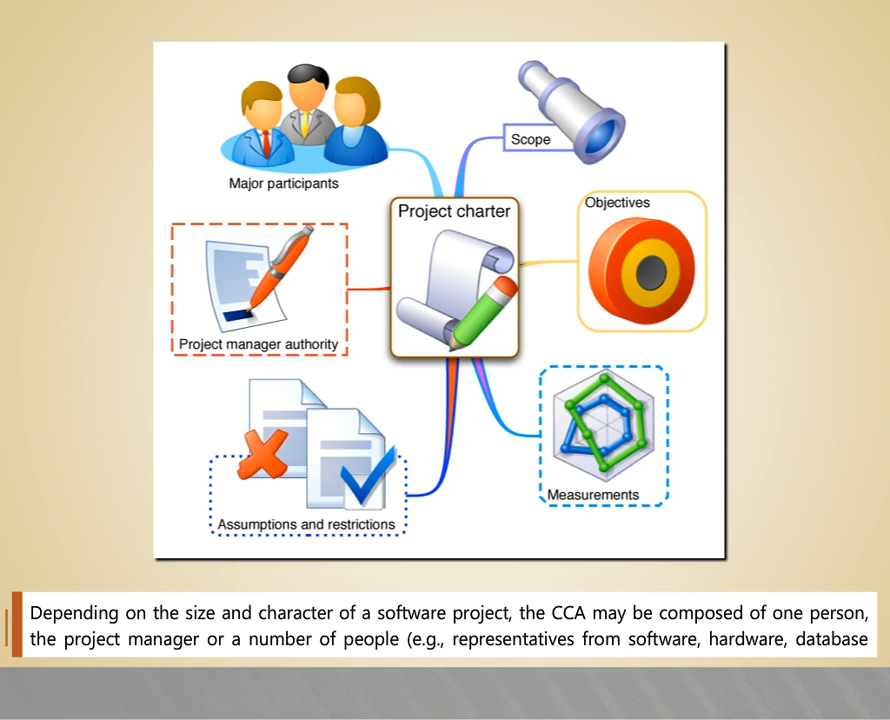 Major participants
Scope
Project charter
Objectives
Project manager authority
Measurements
Assumptions and restrictions
Depending on the size and character of a software project, the CCA may be composed of one person,
the project manager or a number of people (e.g., representatives from software, hardware, database